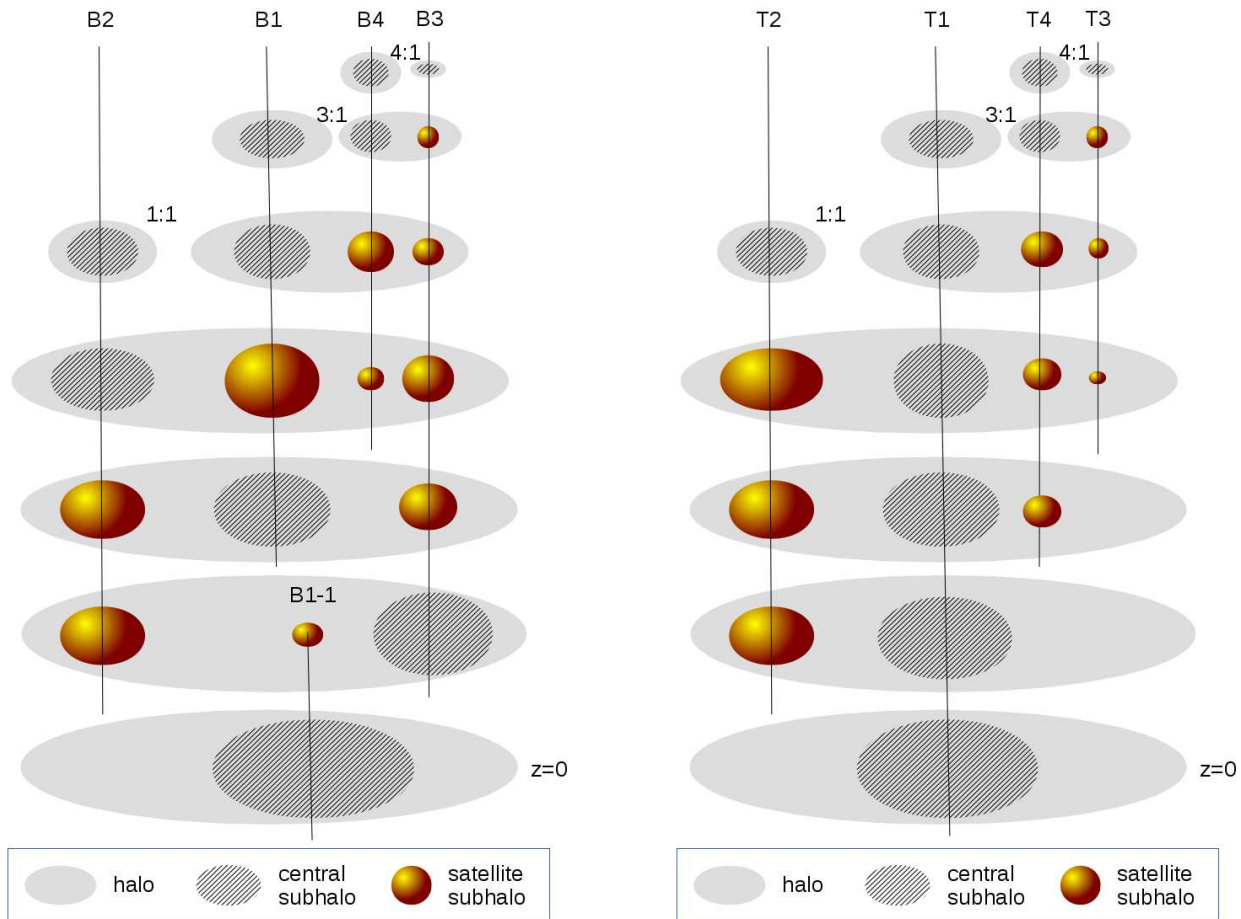 B2 B1 B4 B3
4:1
3:1
1:1
B1-1
z=0
halo
central
subhalo
satellite
subhalo
T2 T1 T4 T3
4:1
3:1
1:1
z=0
halo
central
subhalo
satellite
subhalo